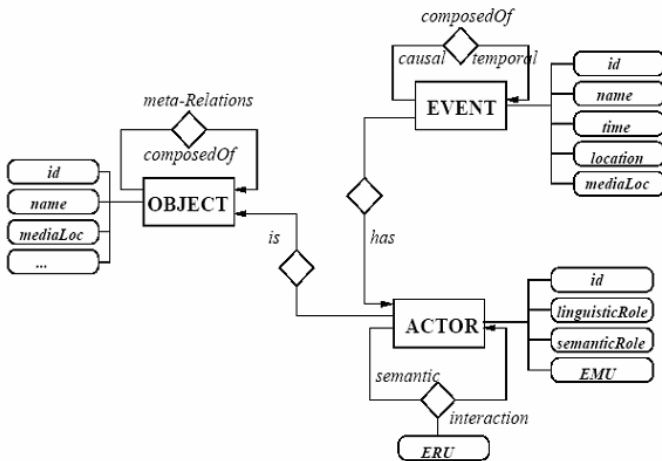 composedOf
causal temporal
EVENT
id
name
time
location
mediaLoc
meta-Relations
composedOf
OBJECT
id
name
mediaLoc
...
is
has
ACTOR
id
linguisticRole
semanticRole
EMU
semantic
interaction
ERU